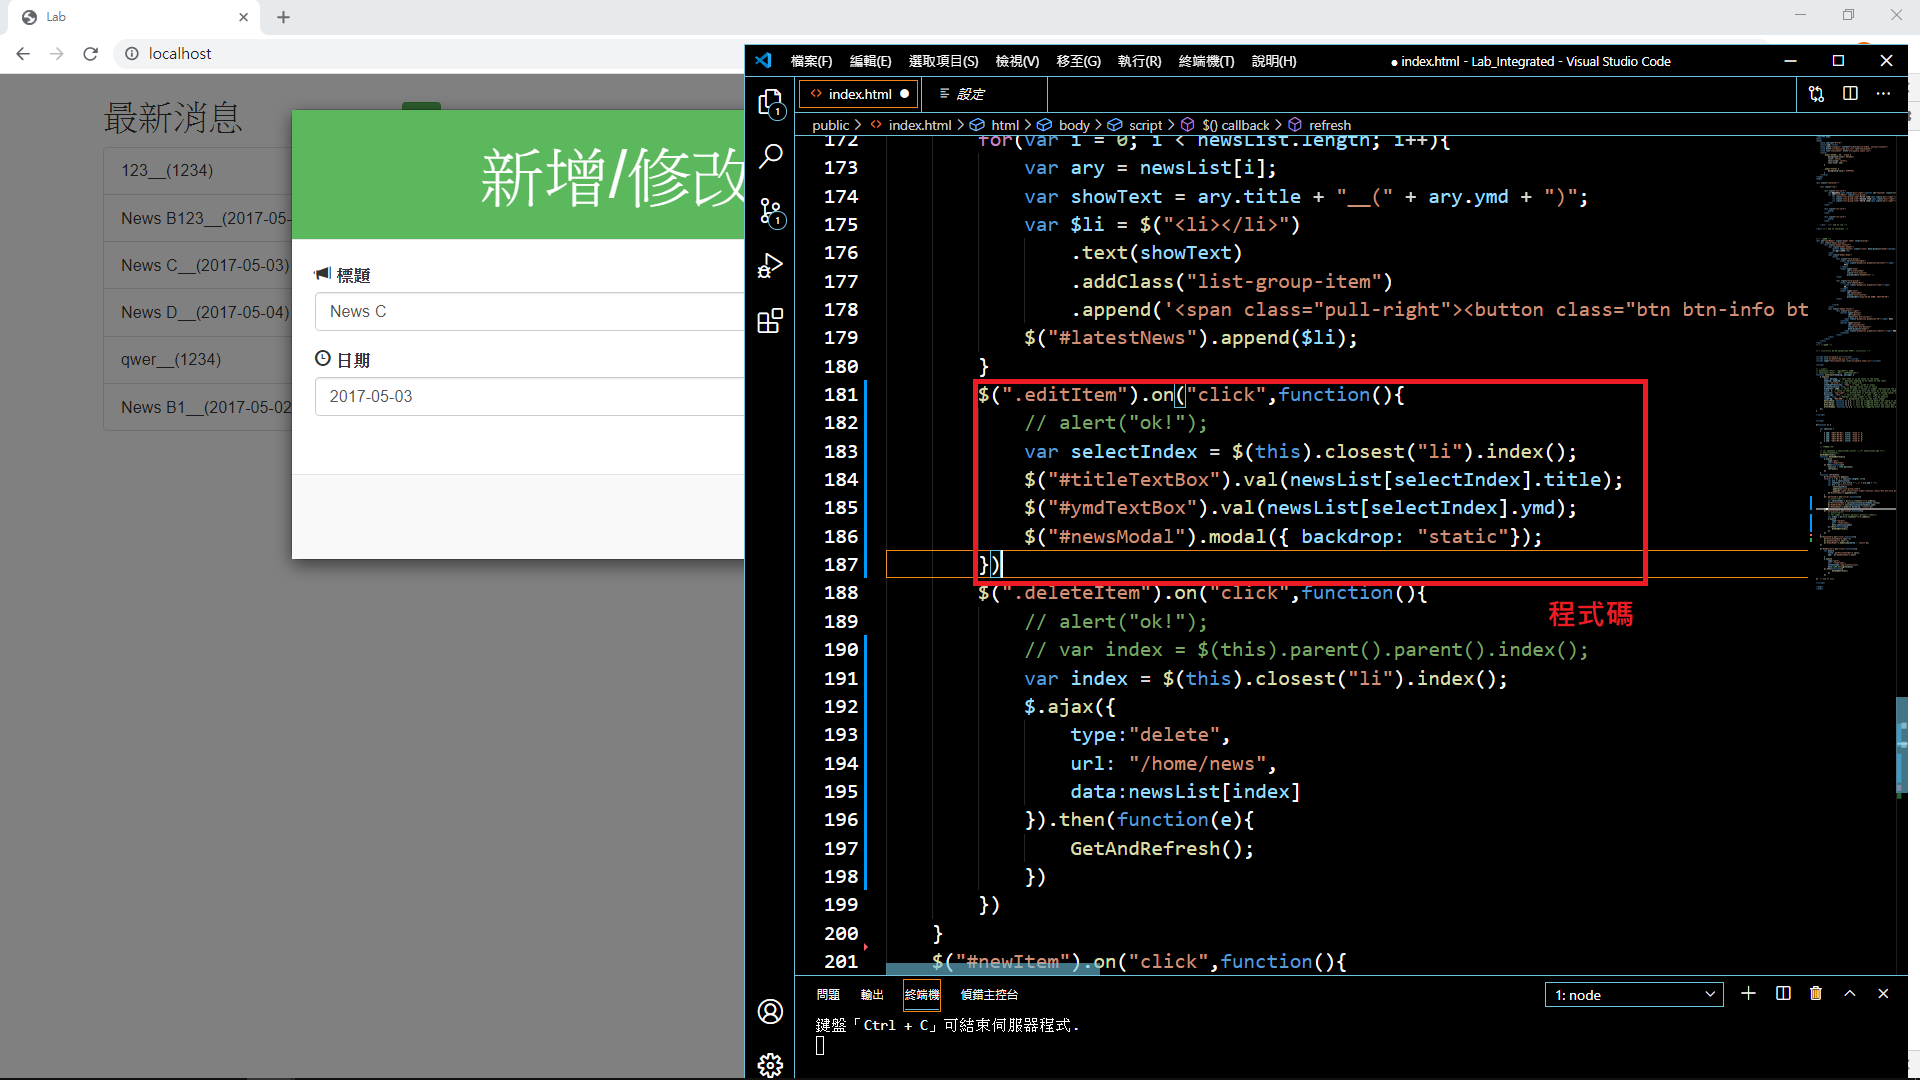 Lab
localhost
最新消息
123__(1234)
News B123__(2017-05-
News C__(2017-05-03)
News D__(2017-05-04)
qwer__(1234)
News B1__(2017-05-02
新增/修改
標題
News C
日期
2017-05-03
檔案(F) 編輯(E) 選取項目(S) 檢視(V) 移至(G) 執行(R) 終端機(T) 說明(H) ● index.html - Lab_Integrated - Visual Studio Code
index.html ● 設定
public > index.html > html > body > script > $() callback > refresh
172 for(var i = 0; i < newsList.length; i++){
173 var ary = newsList[i];
174 var showText = ary.title + "__(" + ary.ymd + ")";
175 var $li = $("<li></li>")
176 .text(showText)
177 .addClass("list-group-item")
178 .append('<span class="pull-right"><button class="btn btn-info bt
179 $("#latestNews").append($li);
180 }
181 $(".editItem").on("click",function(){
182 // alert("ok!");
183 var selectIndex = $(this).closest("li").index();
184 $("#titleTextBox").val(newsList[selectIndex].title);
185 $("#ymdTextBox").val(newsList[selectIndex].ymd);
186 $("#newsModal").modal({ backdrop: "static"});
187 })
188 $(".deleteItem").on("click",function(){
程式碼
189 // alert("ok!");
190 // var index = $(this).parent().parent().index();
191 var index = $(this).closest("li").index();
192 $.ajax({
193 type:"delete",
194 url: "/home/news",
195 data:newsList[index]
196 }).then(function(e){
197 GetAndRefresh();
198 })
199 })
200 }
201 $("#newItem").on("click",function(){
問題 輸出 終端機 偵錯主控台 1: node
鍵盤「Ctrl + C」可結束伺服器程式.
1
1